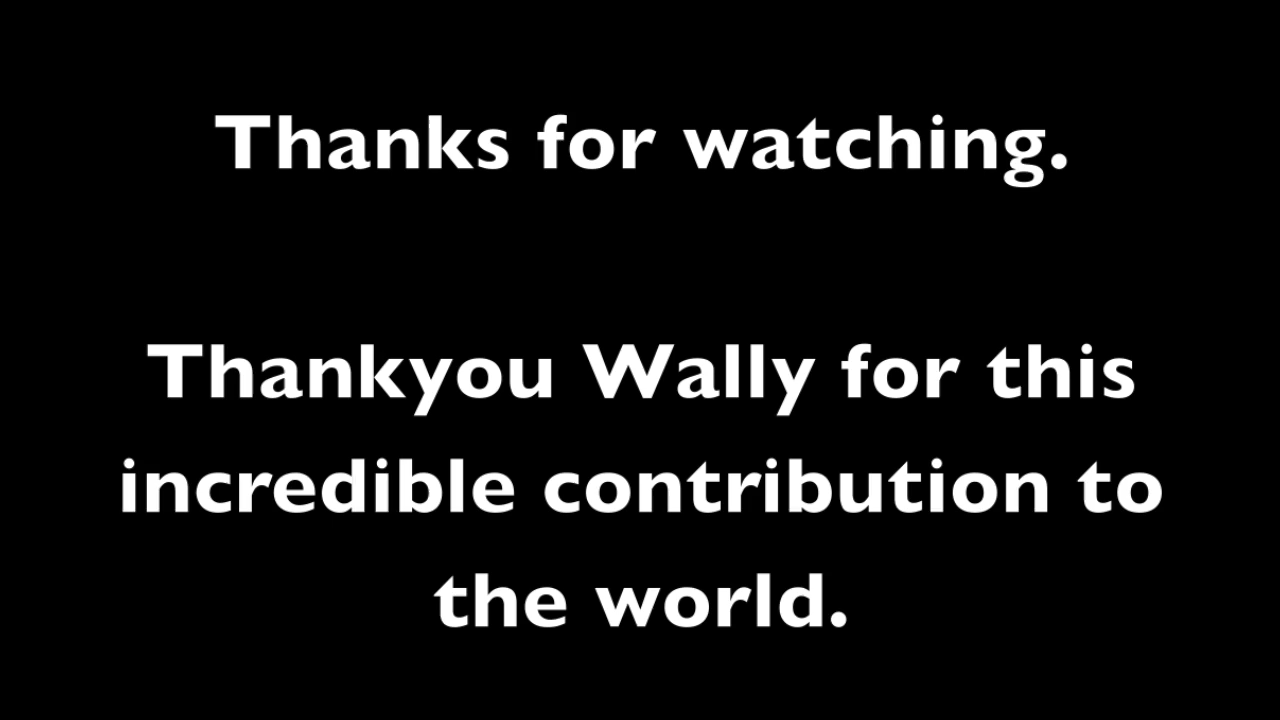 Thanks for watching.
Thankyou Wally for this
incredible contribution to
the world.